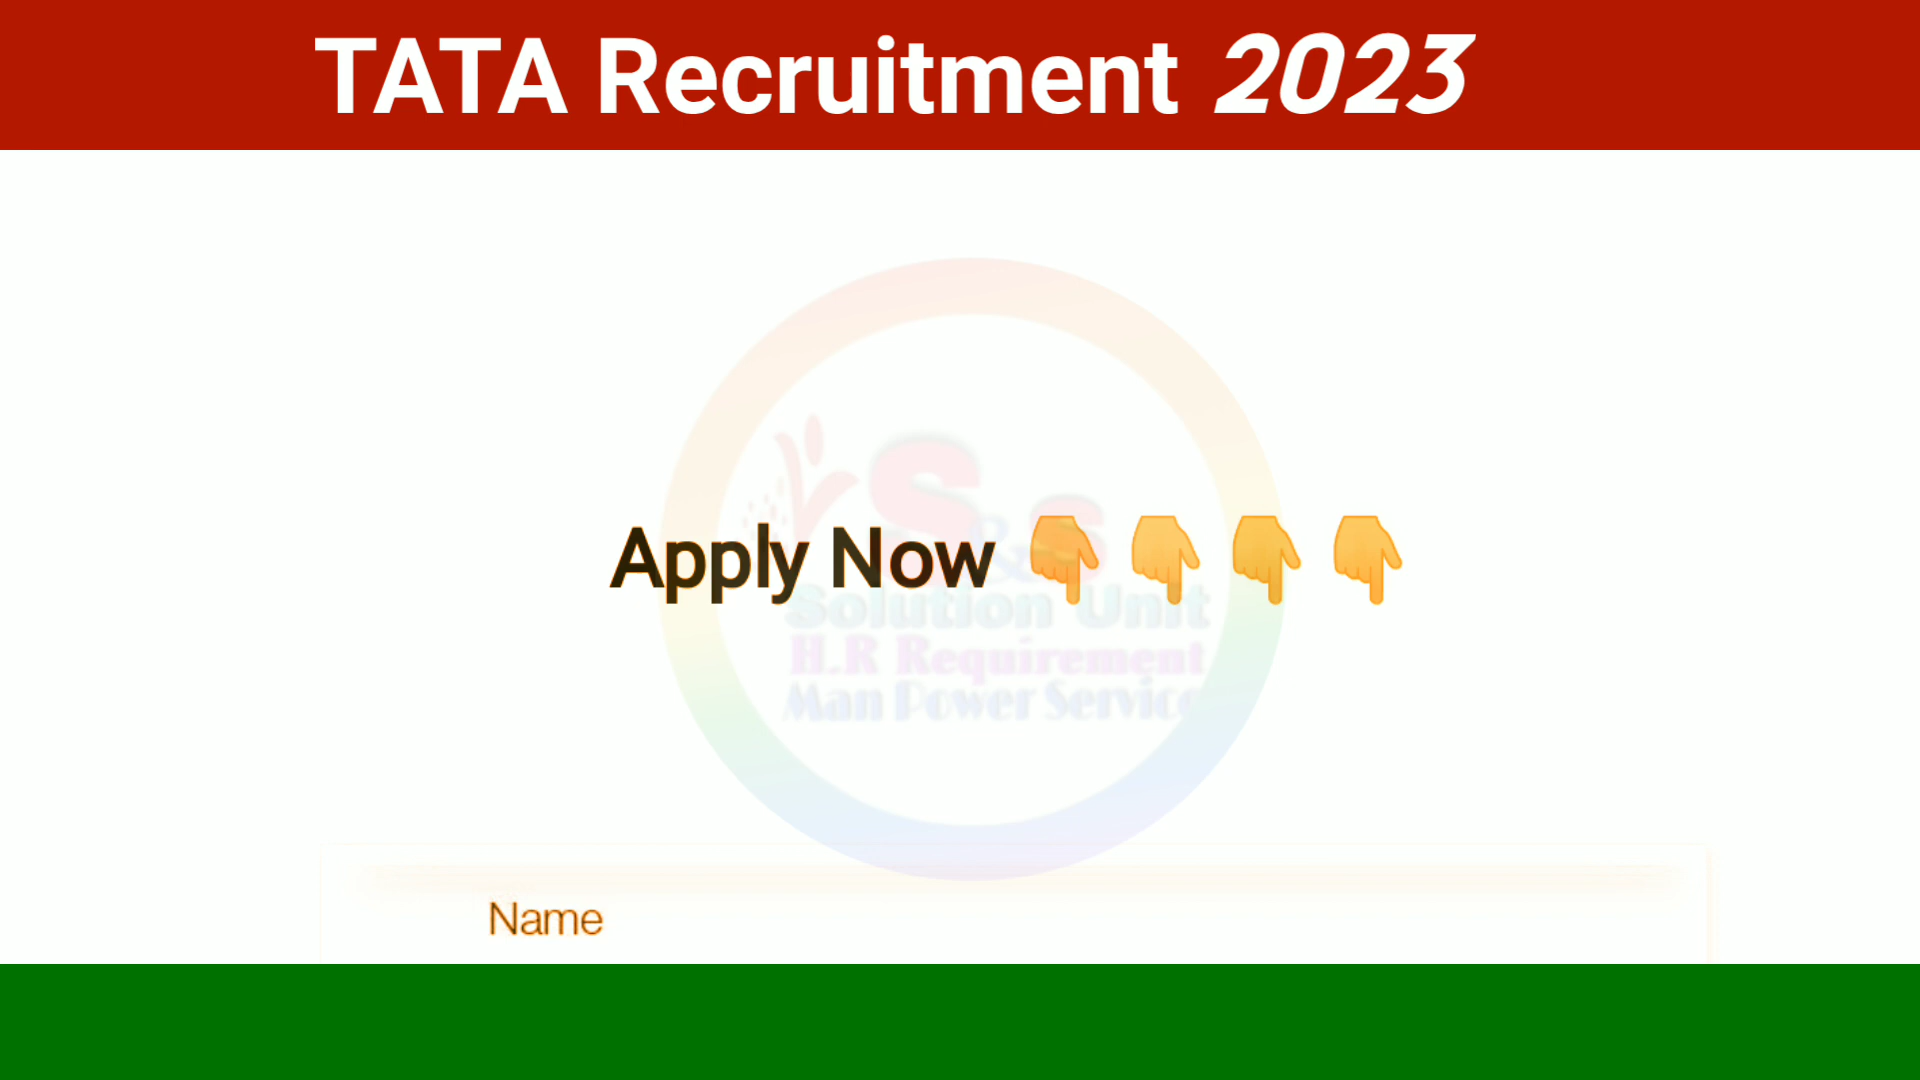 TATA Recruitment 2023
Apply Now 👇👇👇👇
S&s
Solution Unit
H.R Requirement
Man Power Service
Name